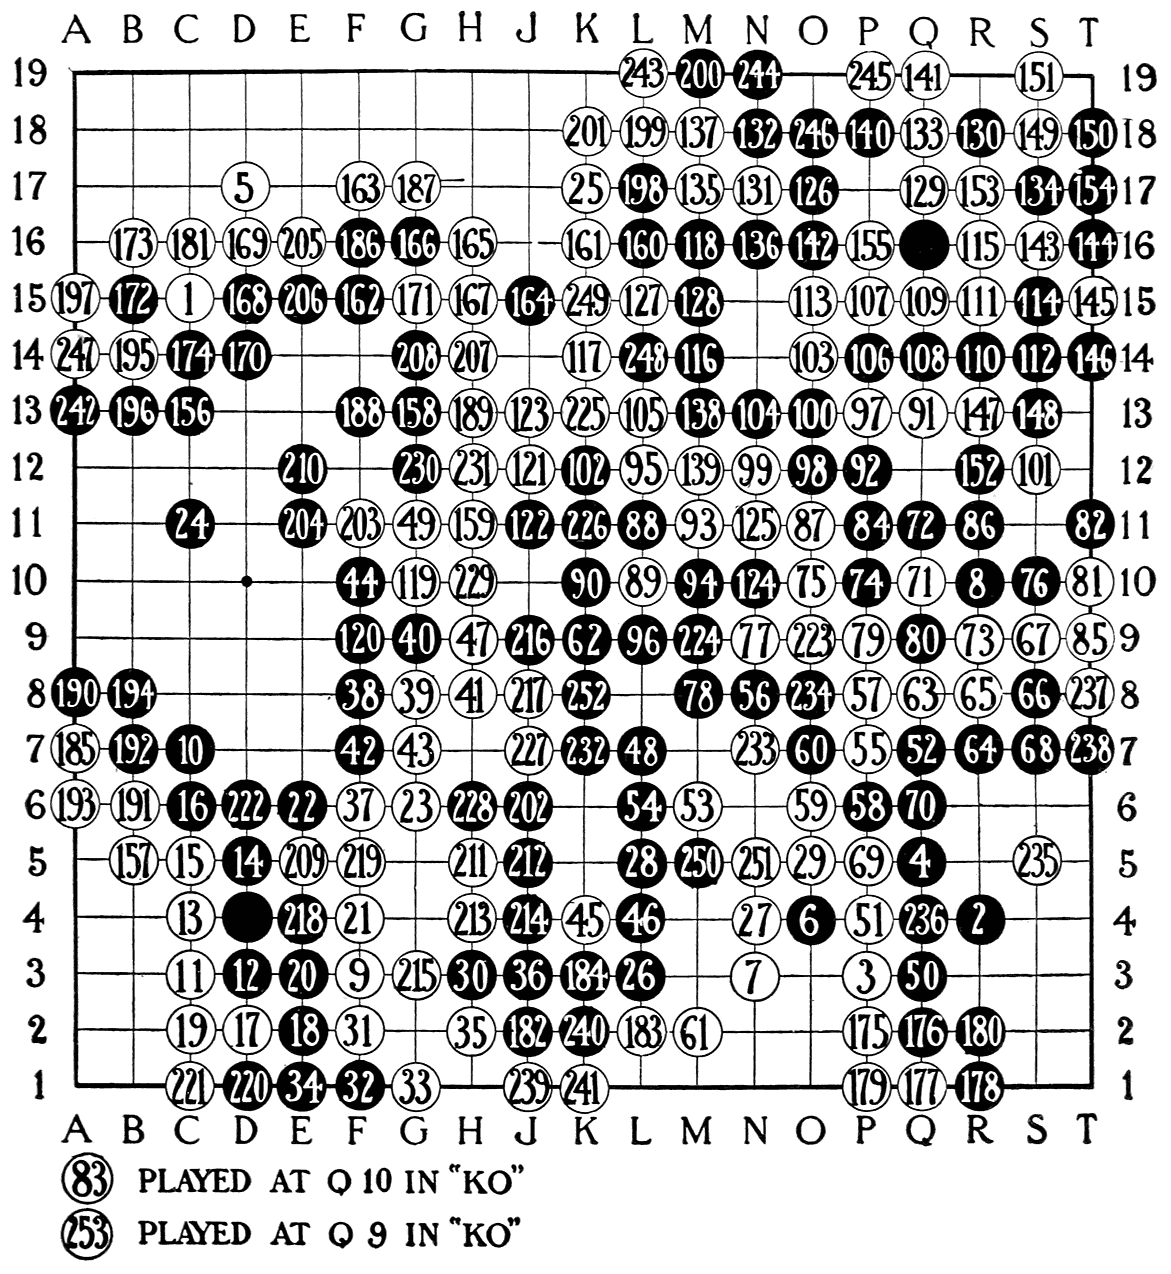 A B C D E F G H J K L M N O P Q R S T
19 243 200 244 245 141 151 19
18 201 199 137 132 246 140 133 130 149 150 18
17 5 163 187 25 198 135 131 126 129 153 134 154 17
16 173 181 169 205 186 166 165 161 160 118 136 142 155 115 143 144 16
15 197 172 1 168 206 162 171 167 164 249 127 128 113 107 109 111 114 145 15
14 247 195 174 170 208 207 117 248 116 103 106 108 110 112 146 14
13 242 196 156 188 158 189 123 225 105 138 104 100 97 91 147 148 13
12 210 230 231 121 102 95 139 99 98 92 152 101 12
11 24 204 203 49 159 122 226 88 93 125 87 84 72 86 82 11
10 44 119 229 90 89 94 124 75 74 71 8 76 81 10
9 120 40 47 216 62 96 224 77 223 79 80 73 67 85 9
8 190 194 38 39 41 217 252 78 56 234 57 63 65 66 237 8
7 185 192 10 42 43 227 232 48 233 60 55 52 64 68 238 7
6 193 191 16 222 22 37 23 228 202 54 53 59 58 70 6
5 157 15 14 209 219 211 212 28 250 251 29 69 4 235 5
4 13 218 21 213 214 45 46 27 6 51 236 2 4
3 11 12 20 9 215 30 36 184 26 7 3 50 3
2 19 17 18 31 35 182 240 183 61 175 176 180 2
1 221 220 34 32 33 239 241 179 177 178 1
A B C D E F G H J K L M N O P Q R S T
83 PLAYED AT Q 10 IN "KO"
253 PLAYED AT Q 9 IN "KO"